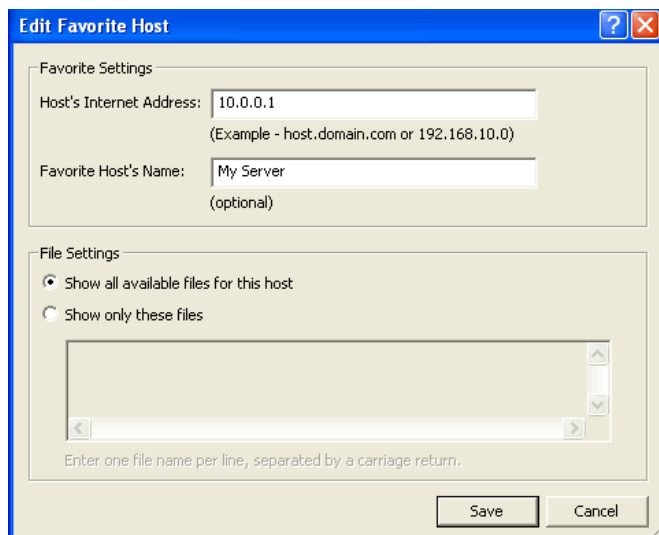 Edit Favorite Host
Favorite Settings
Host's Internet Address: 10.0.0.1
(Example - host.domain.com or 192.168.10.0)
Favorite Host's Name: My Server
(optional)
File Settings
Show all available files for this host
Show only these files
Enter one file name per line, separated by a carriage return.
Save Cancel